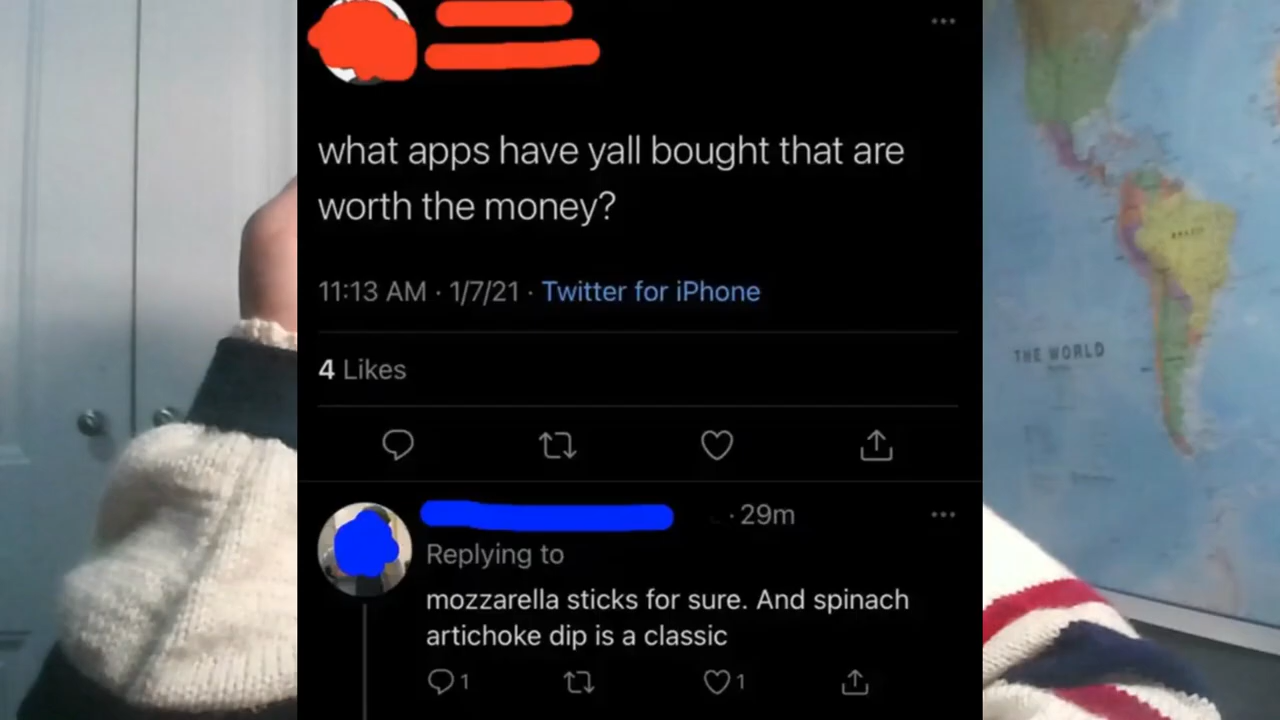 what apps have yall bought that are
worth the money?
11:13 AM · 1/7/21 · Twitter for iPhone
4 Likes
· 29m
Replying to
mozzarella sticks for sure. And spinach
artichoke dip is a classic
1 1
THE WORLD
BRAZIL